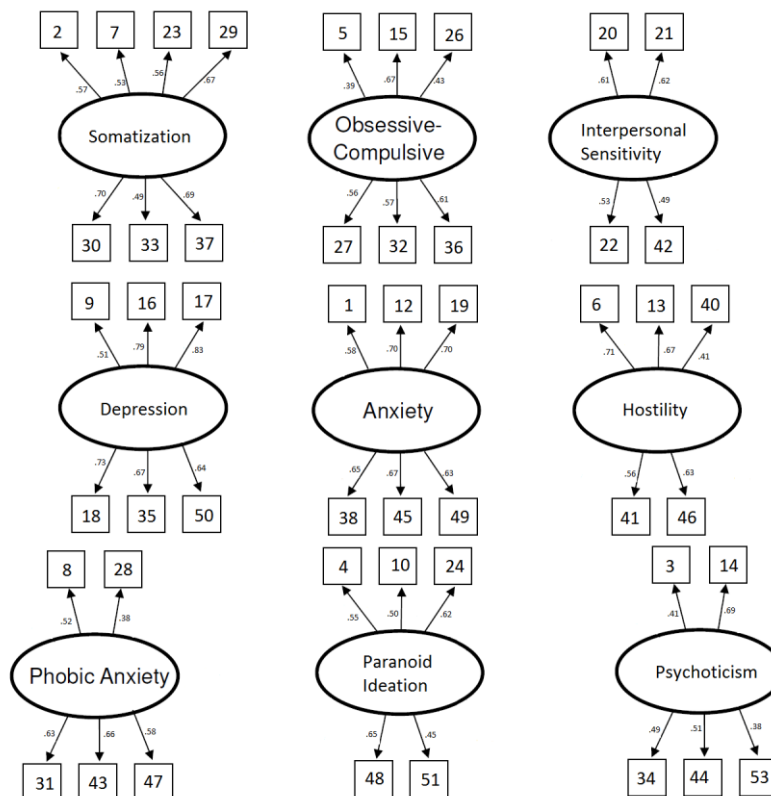 2 7 23 29
.57 .53 .56 .67
Somatization
.70 .49 .69
30 33 37
5 15 26
.39 .67 .43
Obsessive-
Compulsive
.56 .57 .61
27 32 36
20 21
.61 .62
Interpersonal
Sensitivity
.53 .49
22 42
9 16 17
.51 .79 .83
Depression
.73 .67 .64
18 35 50
1 12 19
.58 .70 .70
Anxiety
.65 .67 .63
38 45 49
6 13 40
.71 .67 .41
Hostility
.56 .63
41 46
8 28
.52 .38
Phobic Anxiety
.63 .66 .58
31 43 47
4 10 24
.55 .50 .62
Paranoid
Ideation
.65 .45
48 51
3 14
.41 .69
Psychoticism
.49 .51 .38
34 44 53